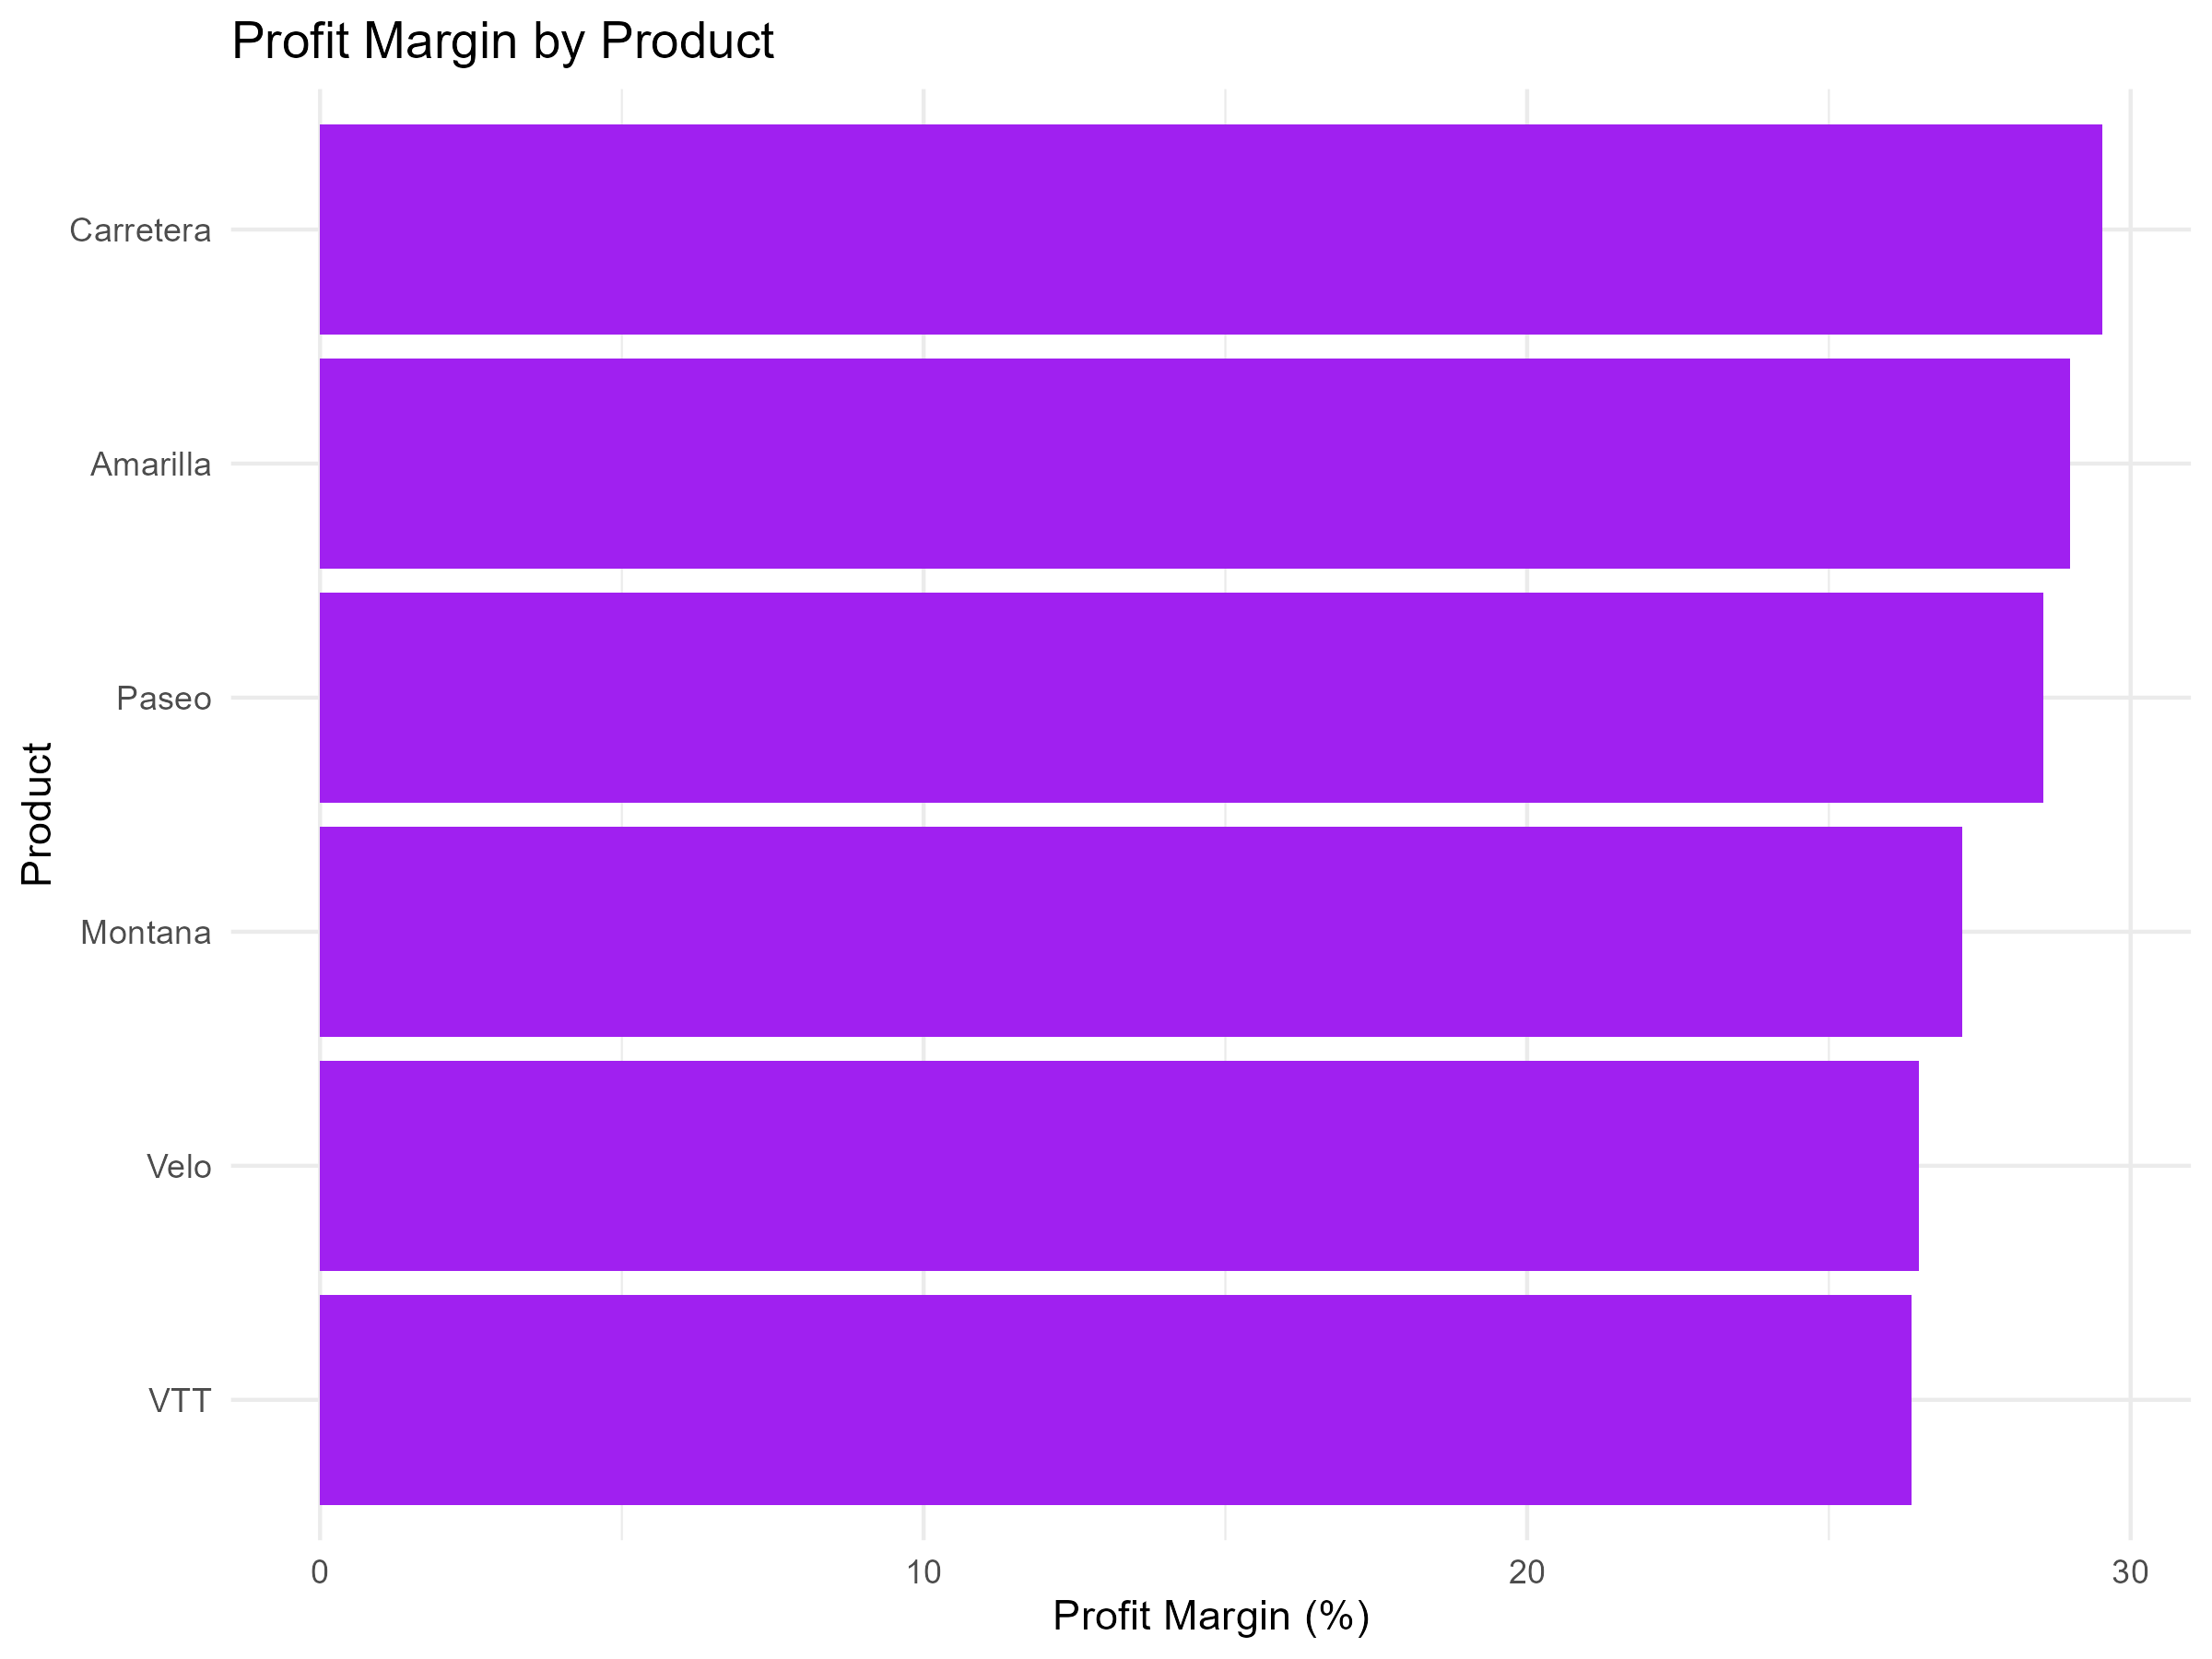 Profit Margin by Product
Product
Carretera
Amarilla
Paseo
Montana
Velo
VTT
0 10 20 30
Profit Margin (%)